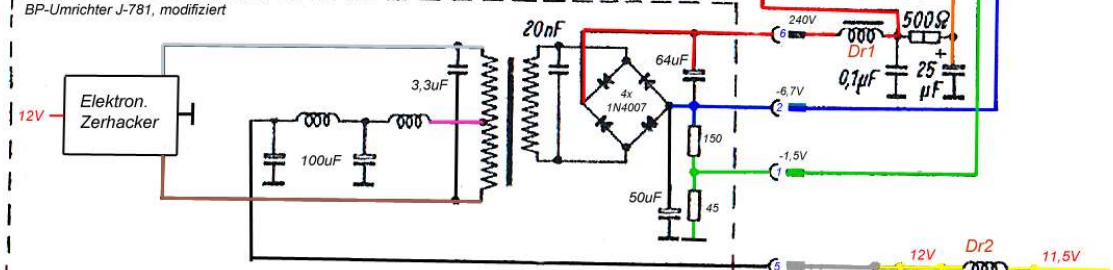 BP-Umrichter J-781, modifiziert
240V
500Ω
20nF
6
Dr1
+
64uF
3,3uF
0,1µF
25
µF
4x
1N4007
Elektron.
Zerhacker
-6,7V
2
12V
150
100uF
-1,5V
1
50uF
45
5
12V
Dr2
11,5V